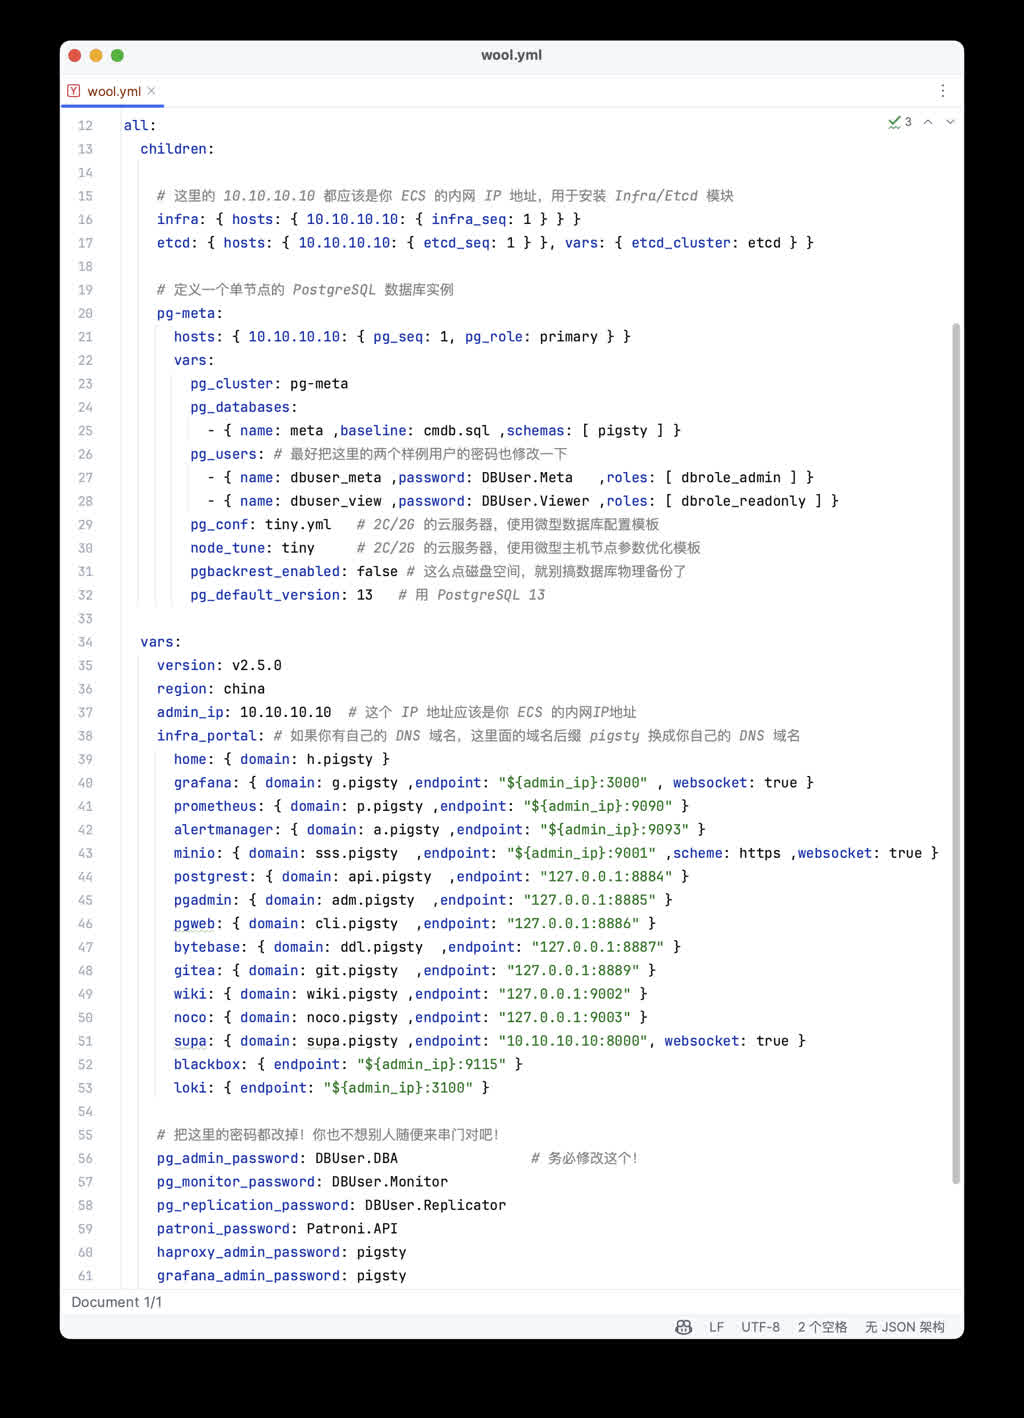 wool.yml
wool.yml
3
12 all:
13   children:
14
15     # 这里的 10.10.10.10 都应该是你 ECS 的内网 IP 地址，用于安装 Infra/Etcd 模块
16     infra: { hosts: { 10.10.10.10: { infra_seq: 1 } } }
17     etcd: { hosts: { 10.10.10.10: { etcd_seq: 1 } }, vars: { etcd_cluster: etcd } }
18
19     # 定义一个单节点的 PostgreSQL 数据库实例
20     pg-meta:
21       hosts: { 10.10.10.10: { pg_seq: 1, pg_role: primary } }
22       vars:
23         pg_cluster: pg-meta
24         pg_databases:
25           - { name: meta ,baseline: cmdb.sql ,schemas: [ pigsty ] }
26         pg_users: # 最好把这里的两个样例用户的密码也修改一下
27           - { name: dbuser_meta ,password: DBUser.Meta   ,roles: [ dbrole_admin ] }
28           - { name: dbuser_view ,password: DBUser.Viewer ,roles: [ dbrole_readonly ] }
29         pg_conf: tiny.yml   # 2C/2G 的云服务器，使用微型数据库配置模板
30         node_tune: tiny     # 2C/2G 的云服务器，使用微型主机节点参数优化模板
31         pgbackrest_enabled: false # 这么点磁盘空间，就别搞数据库物理备份了
32         pg_default_version: 13   # 用 PostgreSQL 13
33
34   vars:
35     version: v2.5.0
36     region: china
37     admin_ip: 10.10.10.10  # 这个 IP 地址应该是你 ECS 的内网IP地址
38     infra_portal: # 如果你有自己的 DNS 域名，这里面的域名后缀 pigsty 换成你自己的 DNS 域名
39       home: { domain: h.pigsty }
40       grafana: { domain: g.pigsty ,endpoint: "${admin_ip}:3000" , websocket: true }
41       prometheus: { domain: p.pigsty ,endpoint: "${admin_ip}:9090" }
42       alertmanager: { domain: a.pigsty ,endpoint: "${admin_ip}:9093" }
43       minio: { domain: sss.pigsty  ,endpoint: "${admin_ip}:9001" ,scheme: https ,websocket: true }
44       postgrest: { domain: api.pigsty  ,endpoint: "127.0.0.1:8884" }
45       pgadmin: { domain: adm.pigsty  ,endpoint: "127.0.0.1:8885" }
46       pgweb: { domain: cli.pigsty  ,endpoint: "127.0.0.1:8886" }
47       bytebase: { domain: ddl.pigsty  ,endpoint: "127.0.0.1:8887" }
48       gitea: { domain: git.pigsty  ,endpoint: "127.0.0.1:8889" }
49       wiki: { domain: wiki.pigsty ,endpoint: "127.0.0.1:9002" }
50       noco: { domain: noco.pigsty ,endpoint: "127.0.0.1:9003" }
51       supa: { domain: supa.pigsty ,endpoint: "10.10.10.10:8000", websocket: true }
52       blackbox: { endpoint: "${admin_ip}:9115" }
53       loki: { endpoint: "${admin_ip}:3100" }
54
55     # 把这里的密码都改掉！你也不想别人随便来串门对吧！
56     pg_admin_password: DBUser.DBA                # 务必修改这个！
57     pg_monitor_password: DBUser.Monitor
58     pg_replication_password: DBUser.Replicator
59     patroni_password: Patroni.API
60     haproxy_admin_password: pigsty
61     grafana_admin_password: pigsty
Document 1/1
LF UTF-8 2 个空格 无 JSON 架构